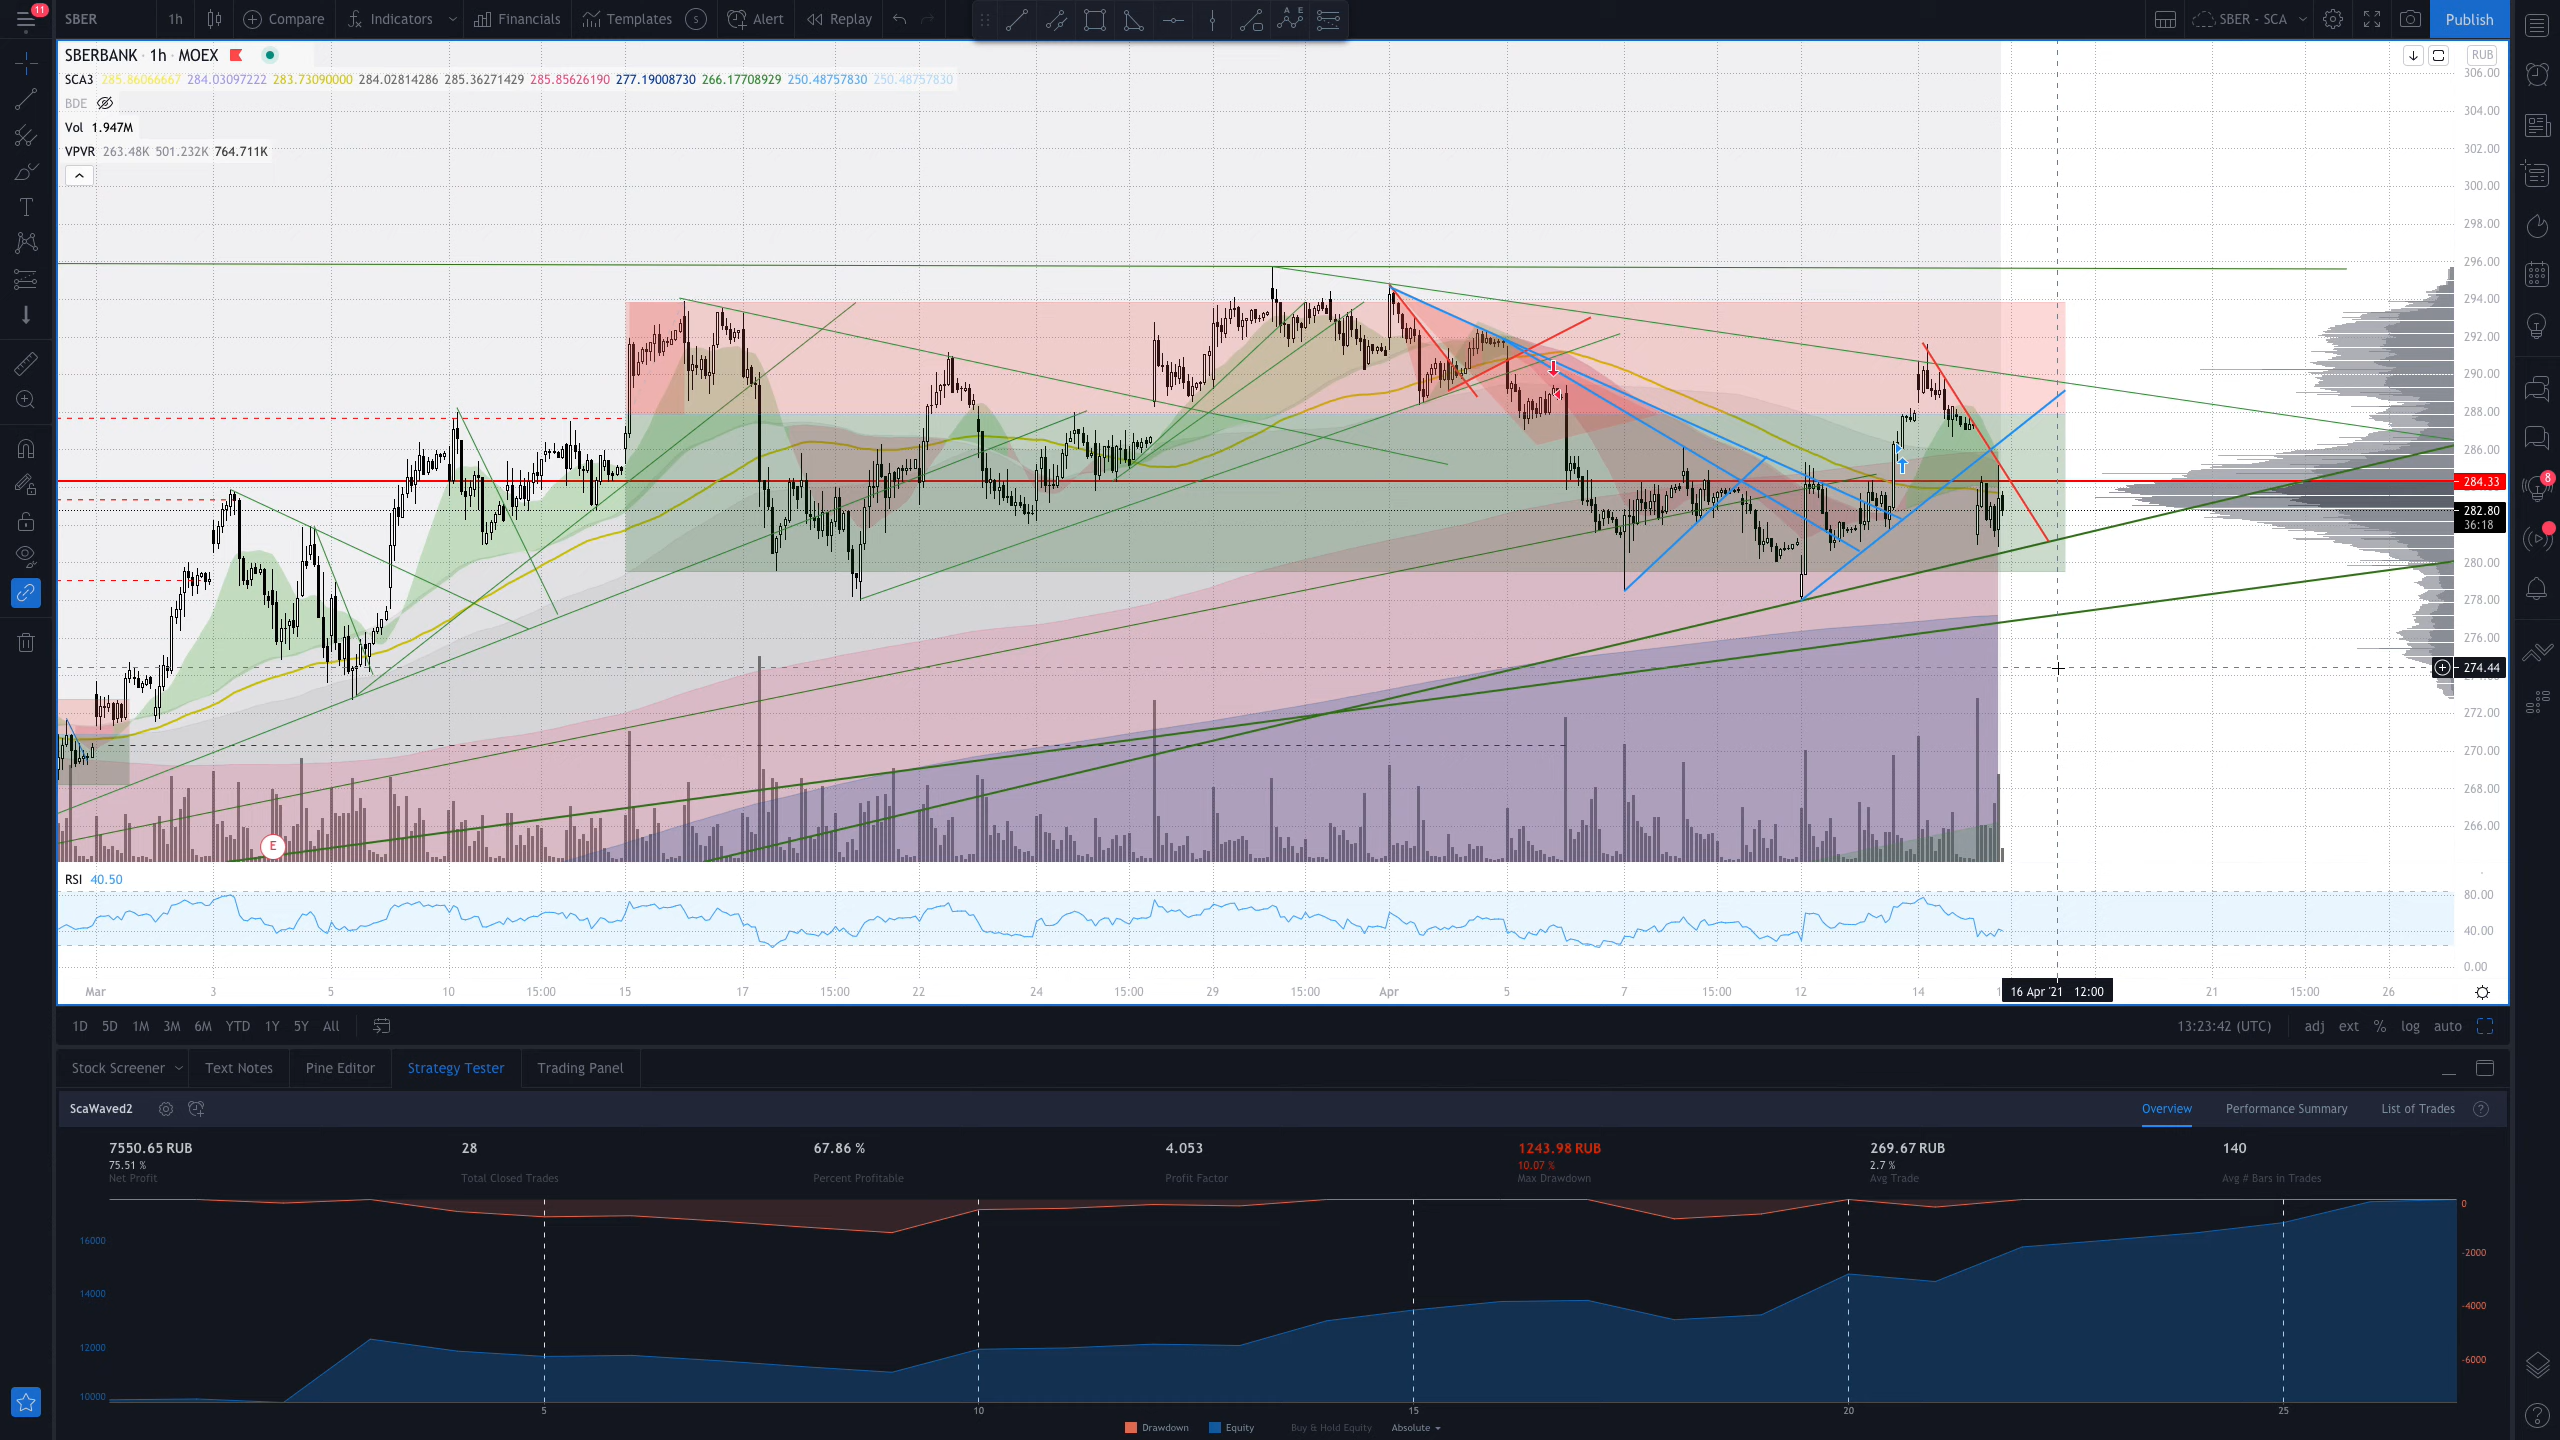 11
SBER 1h Compare Indicators Financials Templates S Alert Replay SBER - SCA Publish
SBERBANK · 1h · MOEX
SCA3 285.86066667 284.03097222 283.73090000 284.02814286 285.36271429 285.85626190 277.19008730 266.17708929 250.48757830 250.48757830
BDE
Vol 1.947M
VPVR 263.48K 501.232K 764.711K
RUB
306.00
304.00
302.00
300.00
298.00
296.00
294.00
292.00
290.00
288.00
286.00
284.33
282.80
36:18
280.00
278.00
276.00
274.44
272.00
270.00
268.00
266.00
E
8
RSI 40.50
80.00
40.00
0.00
Mar 3 5 10 15:00 15 17 15:00 22 24 15:00 29 15:00 Apr 5 7 15:00 12 14 16 Apr '21 12:00 21 15:00 26
1D 5D 1M 3M 6M YTD 1Y 5Y All 13:23:42 (UTC) adj ext % log auto
Stock Screener Text Notes Pine Editor Strategy Tester Trading Panel
ScaWaved2 Overview Performance Summary List of Trades
7550.65 RUB 28 67.86 % 4.053 1243.98 RUB 269.67 RUB 140
75.51 % 10.07 % 2.7 %
Net Profit Total Closed Trades Percent Profitable Profit Factor Max Drawdown Avg Trade Avg # Bars in Trades
0
16000
-2000
14000
-4000
12000
-6000
10000
5 10 15 20 25
Drawdown Equity Buy & Hold Equity Absolute